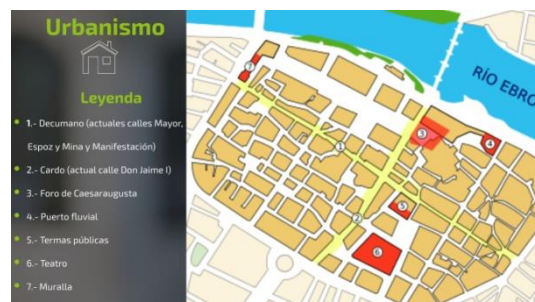 Urbanismo
Leyenda
1.- Decumano (actuales calles Mayor,
Espoz y Mina y Manifestación)
2.- Cardo (actual calle Don Jaime I)
3.- Foro de Caesaraugusta
4.- Puerto fluvial
5.- Termas públicas
6.- Teatro
7.- Muralla
RÍO EBRO
7
1
3
4
5
2
6